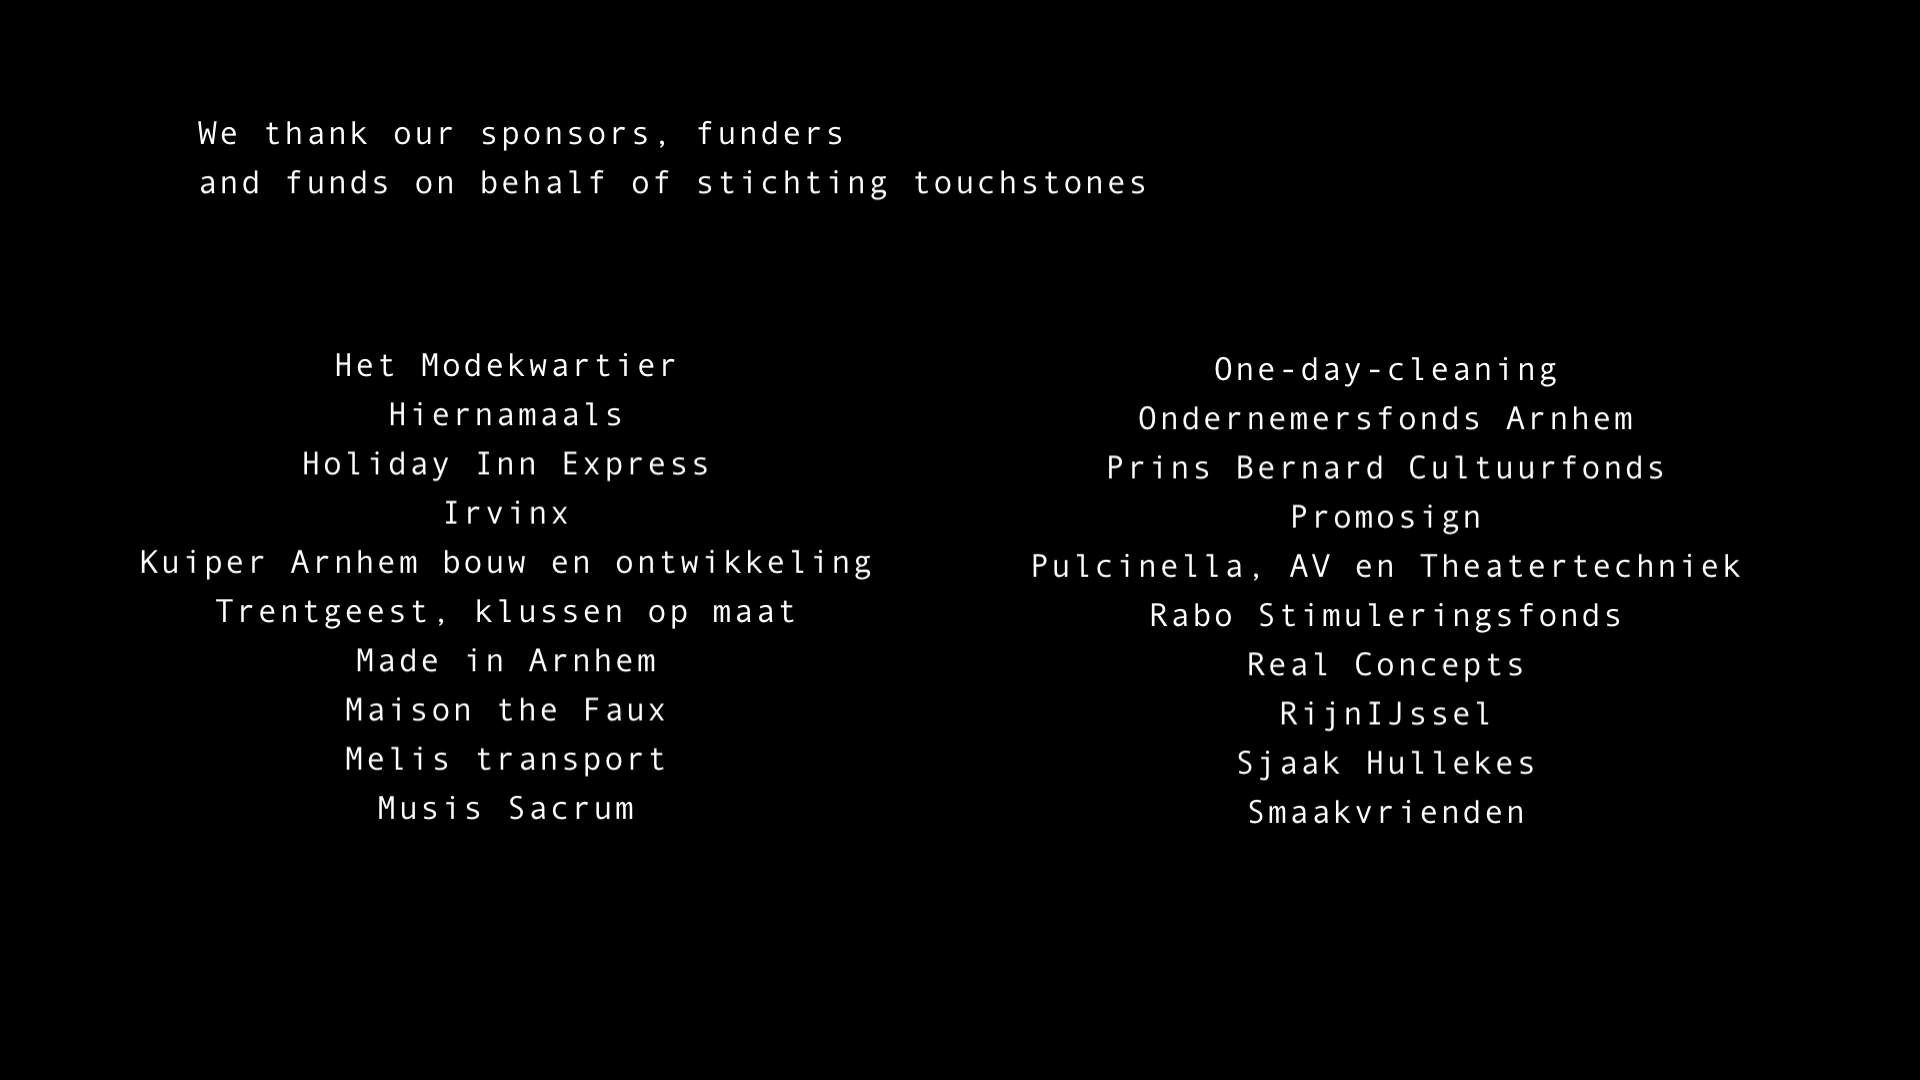 We thank our sponsors, funders
and funds on behalf of stichting touchstones
Het Modekwartier
Hiernamaals
Holiday Inn Express
Irvinx
Kuiper Arnhem bouw en ontwikkeling
Trentgeest, klussen op maat
Made in Arnhem
Maison the Faux
Melis transport
Musis Sacrum
One-day-cleaning
Ondernemersfonds Arnhem
Prins Bernard Cultuurfonds
Promosign
Pulcinella, AV en Theatertechniek
Rabo Stimuleringsfonds
Real Concepts
RijnIJssel
Sjaak Hullekes
Smaakvrienden